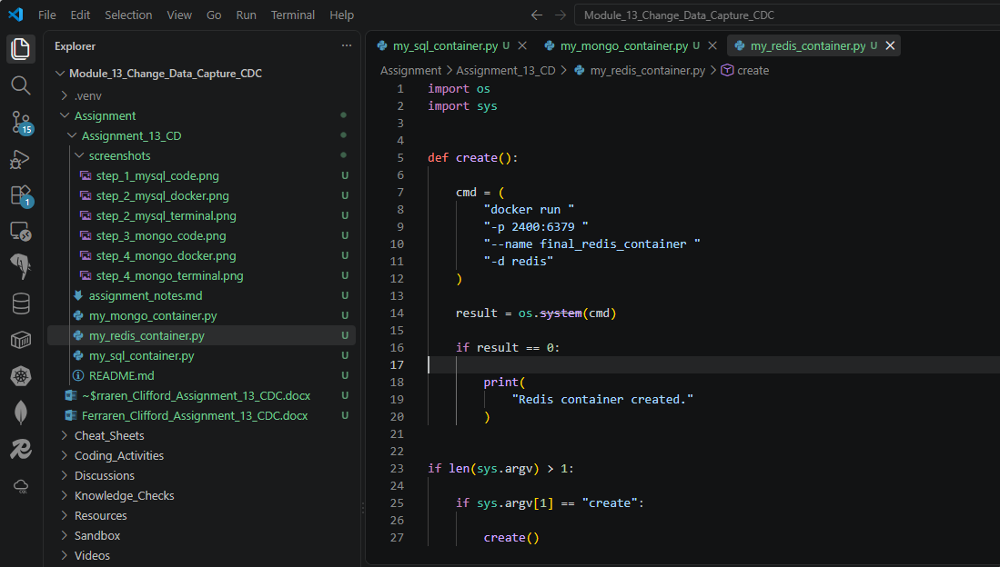 File Edit Selection View Go Run Terminal Help
Module_13_Change_Data_Capture_CDC
Explorer
Module_13_Change_Data_Capture_CDC
.venv
Assignment
Assignment_13_CD
screenshots
step_1_mysql_code.png U
step_2_mysql_docker.png U
step_2_mysql_terminal.png U
step_3_mongo_code.png U
step_4_mongo_docker.png U
step_4_mongo_terminal.png U
assignment_notes.md U
my_mongo_container.py U
my_redis_container.py U
my_sql_container.py U
README.md U
~$rraren_Clifford_Assignment_13_CDC.docx U
Ferraren_Clifford_Assignment_13_CDC.docx U
Cheat_Sheets
Coding_Activities
Discussions
Knowledge_Checks
Resources
Sandbox
Videos
15
1
my_sql_container.py U
my_mongo_container.py U
my_redis_container.py U
Assignment > Assignment_13_CD > my_redis_container.py > create
1 import os
2 import sys
3
4
5 def create():
6
7 cmd = (
8 "docker run "
9 "-p 2400:6379 "
10 "--name final_redis_container "
11 "-d redis"
12 )
13
14 result = os.system(cmd)
15
16 if result == 0:
17
18 print(
19 "Redis container created."
20 )
21
22
23 if len(sys.argv) > 1:
24
25 if sys.argv[1] == "create":
26
27 create()